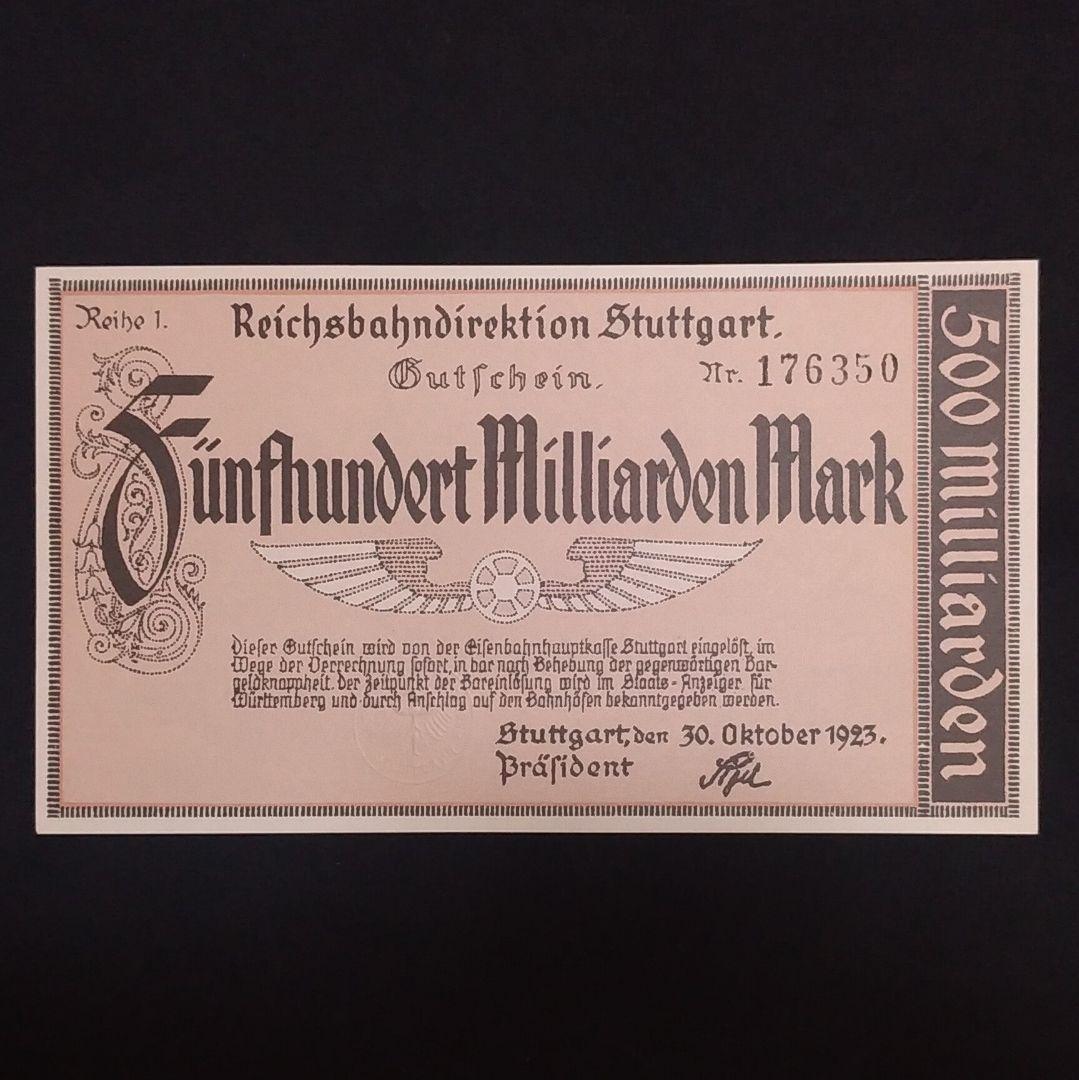 Reihe 1.
Reichsbahndirektion Stuttgart.
Gutschein.
Nr. 176350
Fünfhundert Milliarden Mark
Dieser Gutschein wird von der Eisenbahnhauptkasse Stuttgart eingelöst, im
Wege der Verrechnung sofort, in bar nach Behebung der gegenwärtigen Bar-
geldknappheit. Der Zeitpunkt der Bareinlösung wird im Staats-Anzeiger für
Württemberg und durch Anschlag auf den Bahnhöfen bekanntgegeben werden.
Stuttgart, den 30. Oktober 1923.
Präsident
500 Milliarden